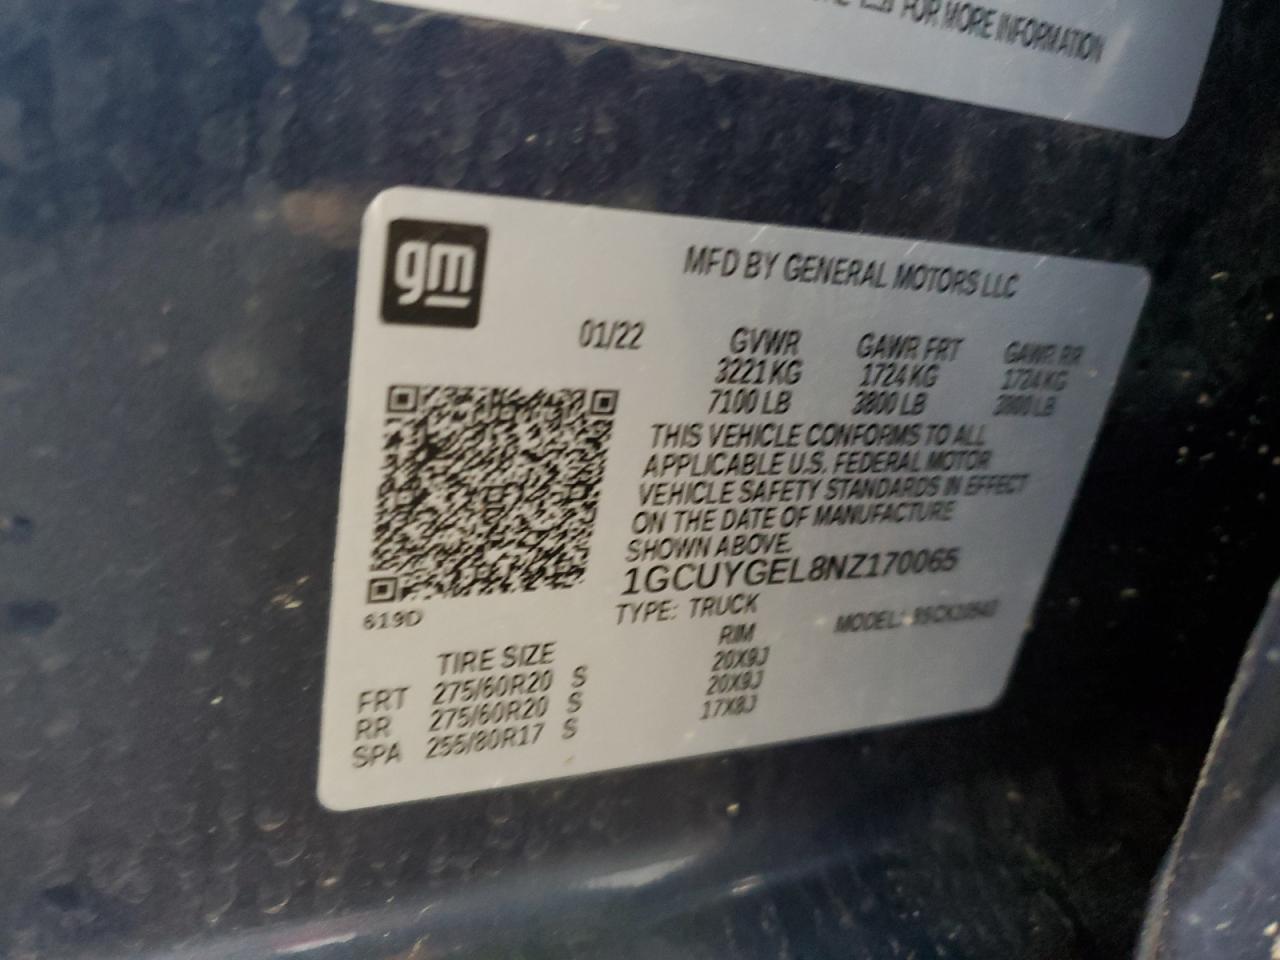 FOR MORE INFORMATION
gm
MFD BY GENERAL MOTORS LLC
01/22 GVWR GAWR FRT GAWR RR
3221 KG 1724 KG 1724 KG
7100 LB 3800 LB 3800 LB
THIS VEHICLE CONFORMS TO ALL
APPLICABLE U.S. FEDERAL MOTOR
VEHICLE SAFETY STANDARDS IN EFFECT
ON THE DATE OF MANUFACTURE
SHOWN ABOVE.
1GCUYGEL8NZ170065
619D
TYPE: TRUCK MODEL:
TIRE SIZE RIM
FRT 275/60R20 S 20X9J
RR 275/60R20 S 20X9J
SPA 255/80R17 S 17X8J